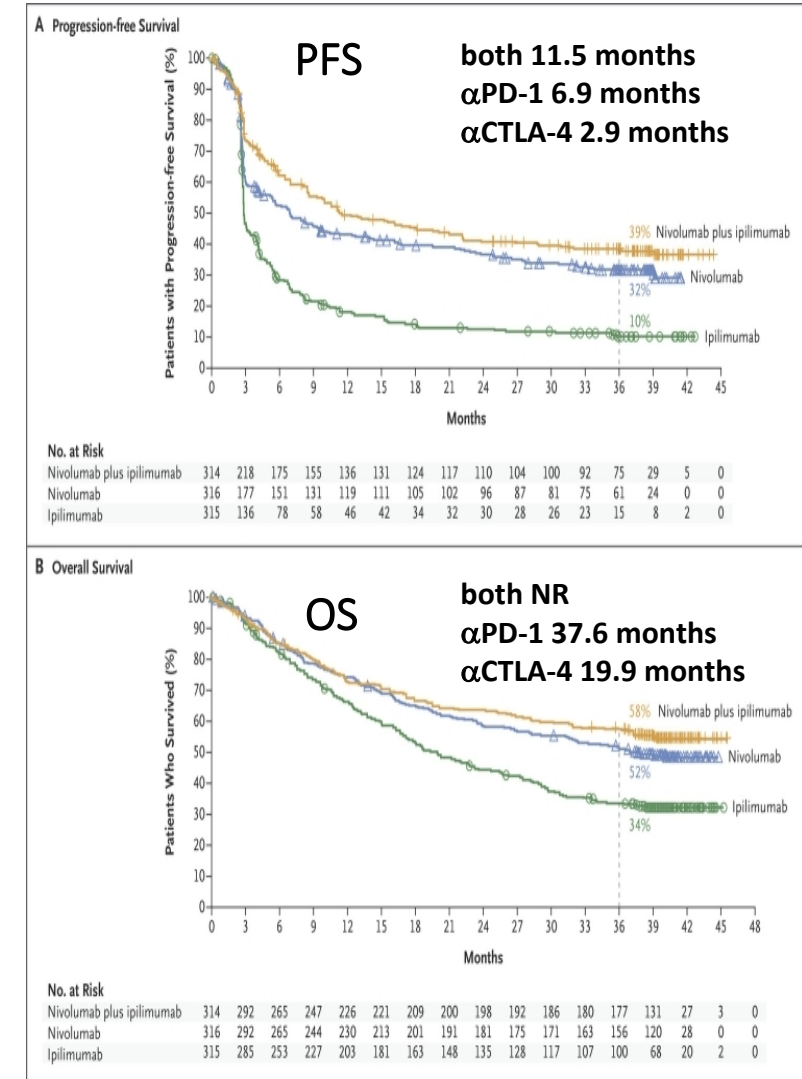 A Progression-free Survival
PFS
both 11.5 months
αPD-1 6.9 months
αCTLA-4 2.9 months
Patients with Progression-free Survival (%)
100
90
80
70
60
50
40
30
20
10
0
39% Nivolumab plus ipilimumab
Nivolumab
32%
10%
Ipilimumab
0 3 6 9 12 15 18 21 24 27 30 33 36 39 42 45
Months
No. at Risk
Nivolumab plus ipilimumab 314 218 175 155 136 131 124 117 110 104 100 92 75 29 5 0
Nivolumab 316 177 151 131 119 111 105 102 96 87 81 75 61 24 0 0
Ipilimumab 315 136 78 58 46 42 34 32 30 28 26 23 15 8 2 0
B Overall Survival
OS
both NR
αPD-1 37.6 months
αCTLA-4 19.9 months
Patients Who Survived (%)
100
90
80
70
60
50
40
30
20
10
0
58% Nivolumab plus ipilimumab
Nivolumab
52%
Ipilimumab
34%
0 3 6 9 12 15 18 21 24 27 30 33 36 39 42 45 48
Months
No. at Risk
Nivolumab plus ipilimumab 314 292 265 247 226 221 209 200 198 192 186 180 177 131 27 3 0
Nivolumab 316 292 265 244 230 213 201 191 181 175 171 163 156 120 28 0 0
Ipilimumab 315 285 253 227 203 181 163 148 135 128 117 107 100 68 20 2 0